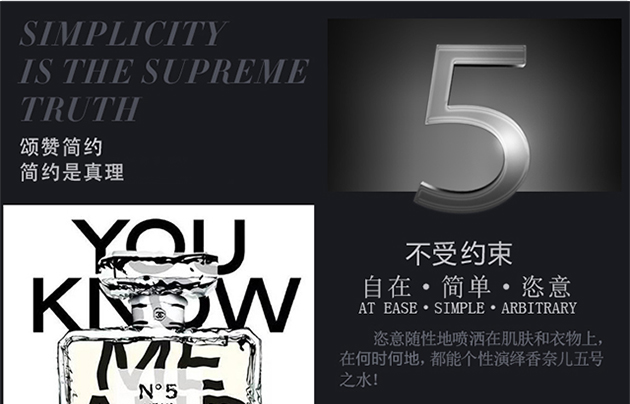 SIMPLICITY
IS THE SUPREME
TRUTH
颂赞简约
简约是真理
5
YOU
KNOW
ME
N°5
不受约束
自在·简单·恣意
AT EASE·SIMPLE·ARBITRARY
恣意随性地喷洒在肌肤和衣物上,
在何时何地,都能个性演绎香奈儿五号
之水!